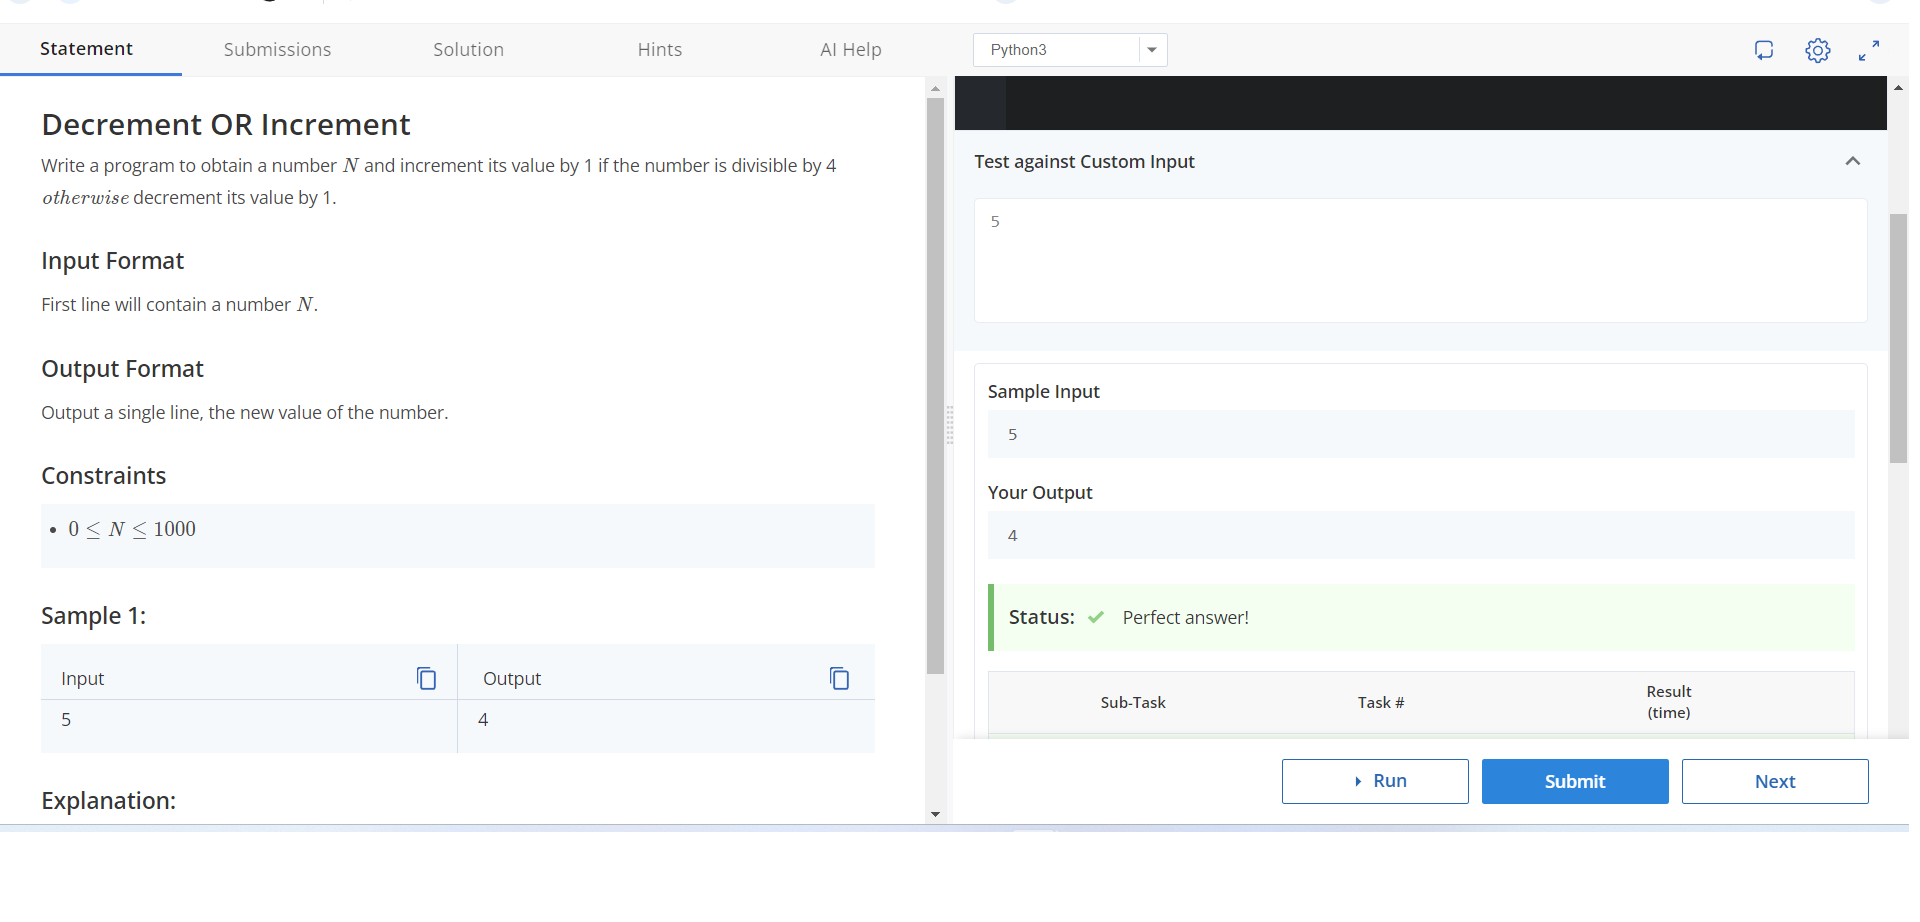 Statement
Submissions
Solution
Hints
AI Help
Python3
Decrement OR Increment
Write a program to obtain a number N and increment its value by 1 if the number is divisible by 4
otherwise decrement its value by 1.
Input Format
First line will contain a number N.
Output Format
Output a single line, the new value of the number.
Constraints
• 0 ≤ N ≤ 1000
Sample 1:
Input
Output
5
4
Explanation:
Test against Custom Input
5
Sample Input
5
Your Output
4
Status: Perfect answer!
Sub-Task
Task #
Result
(time)
Run
Submit
Next